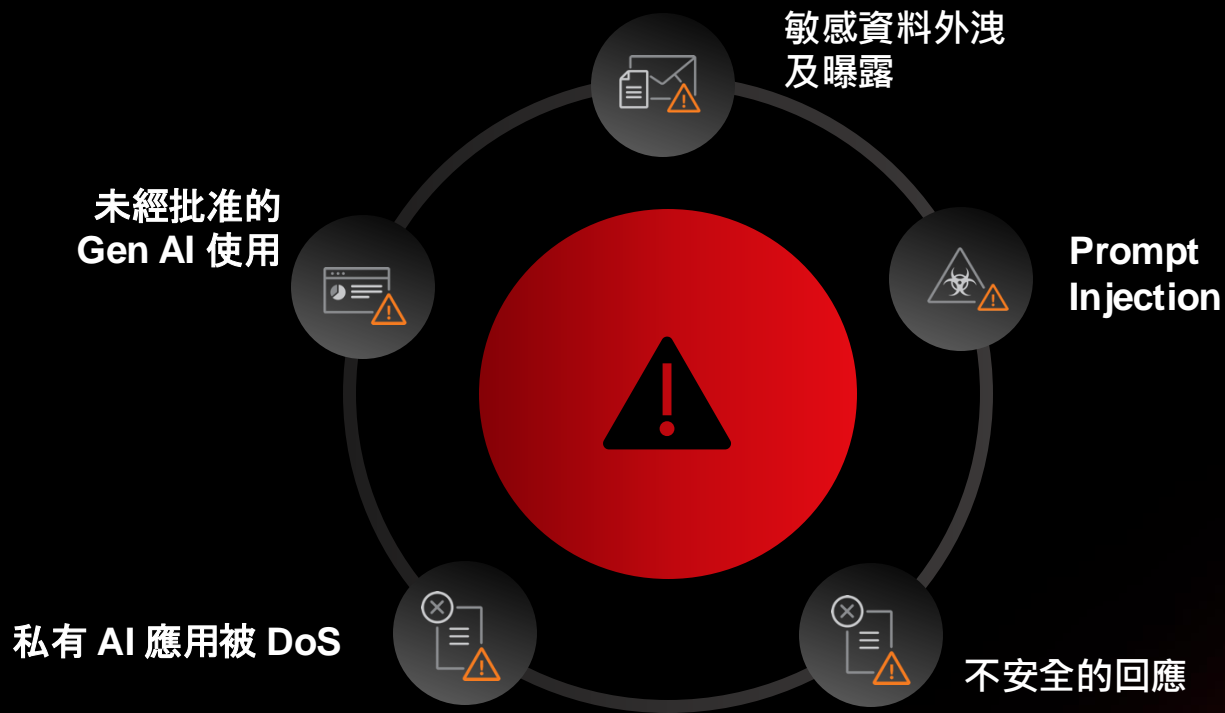 敏感資料外洩
及曝露
未經批准的
Gen AI 使用
Prompt
Injection
私有 AI 應用被 DoS
不安全的回應